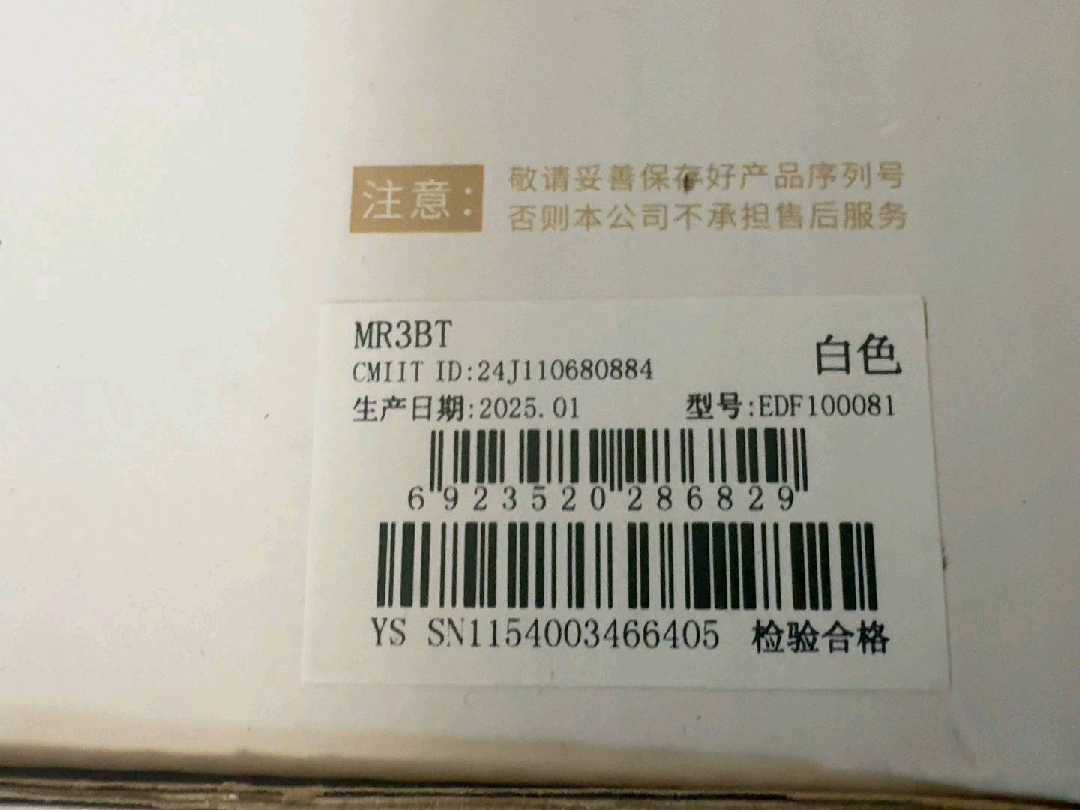 注意：
敬请妥善保存好产品序列号
否则本公司不承担售后服务
MR3BT
白色
CMIIT ID:24J110680884
生产日期:2025.01 型号:EDF100081
6923520286829
YS SN1154003466405 检验合格